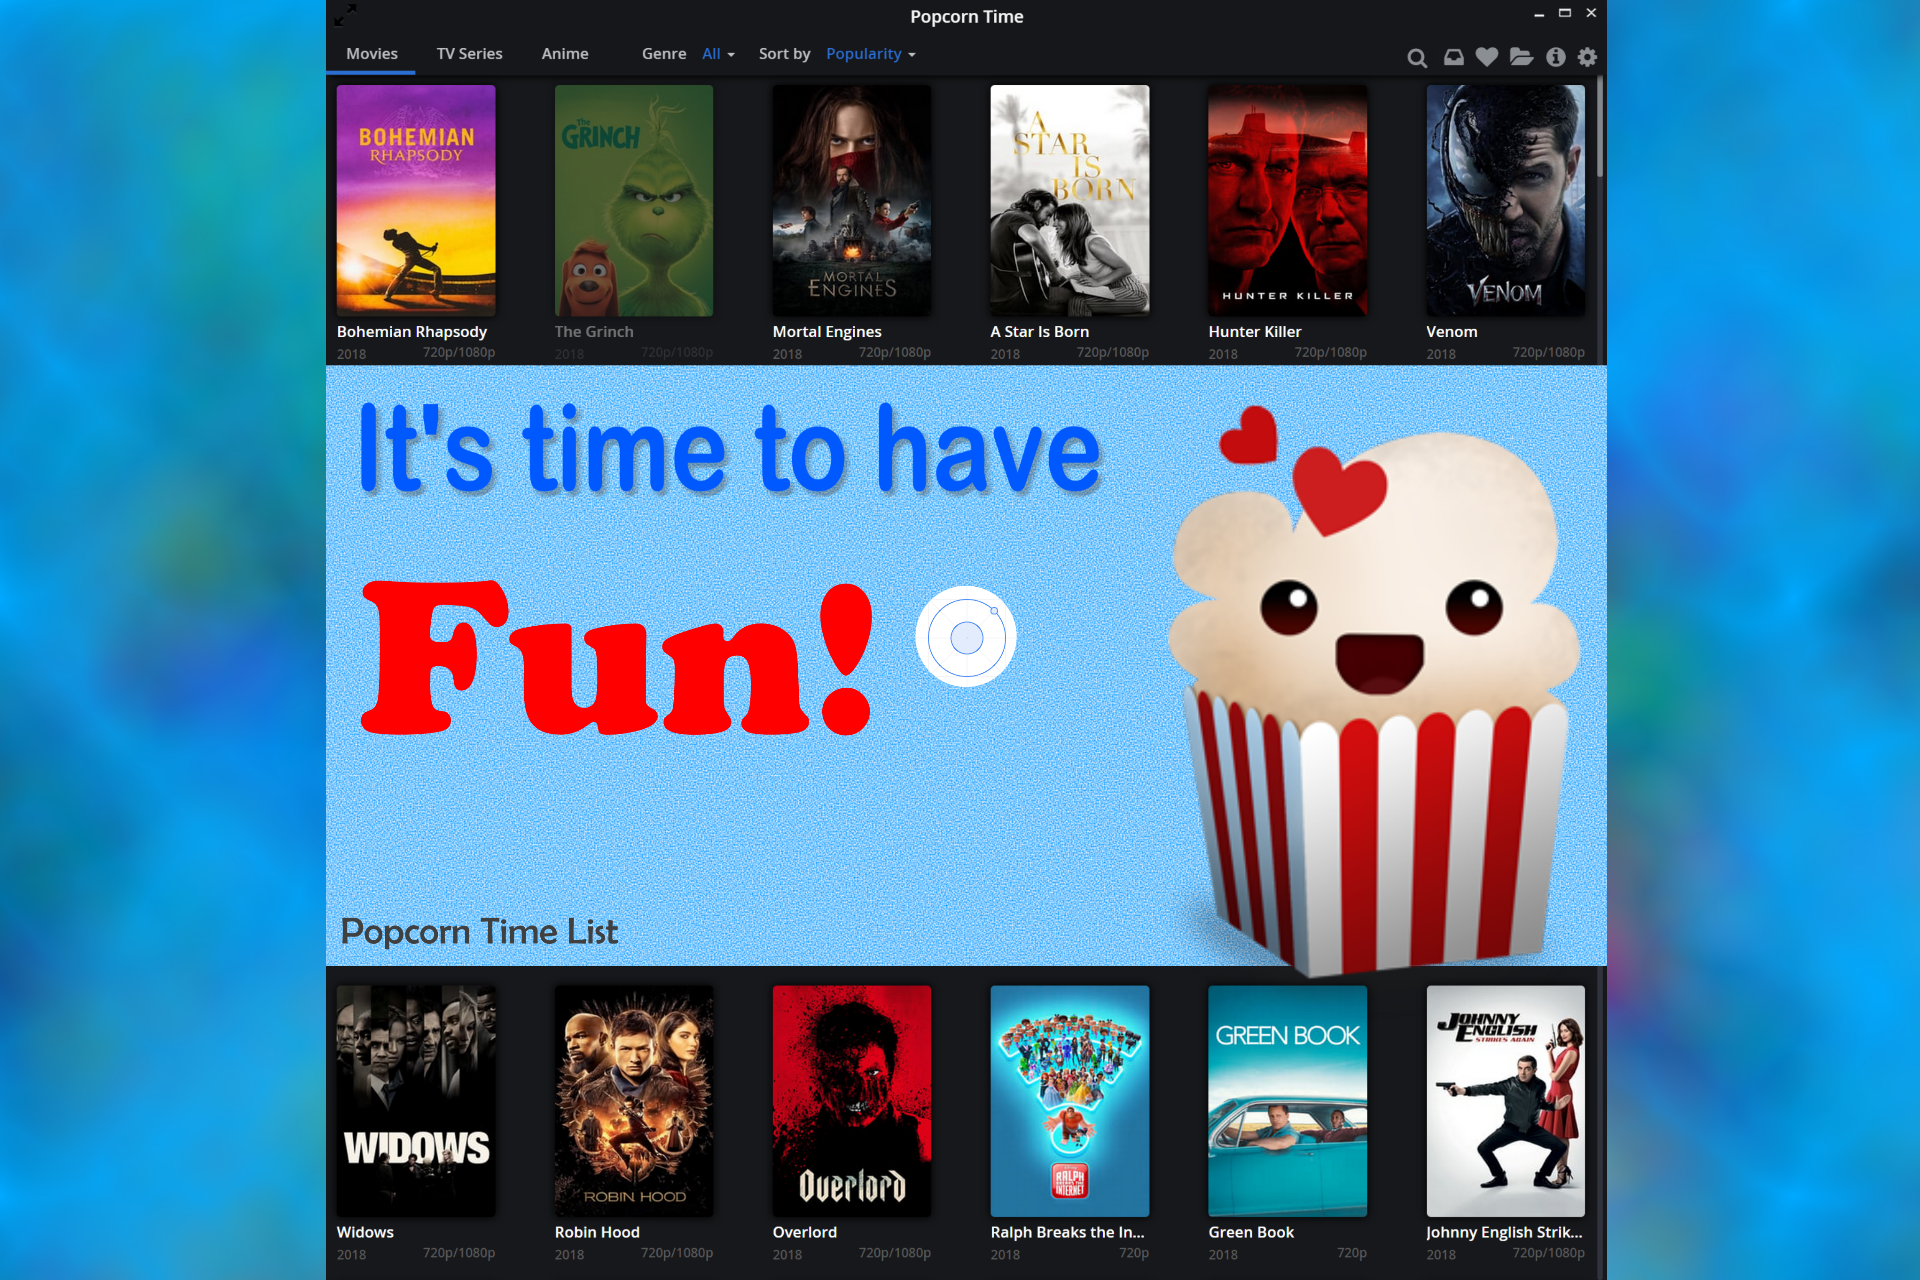 Popcorn Time
Movies TV Series Anime Genre All Sort by Popularity
BOHEMIAN
RHAPSODY
The
GRINCH
MORTAL
ENGINES
A
STAR
IS
BORN
HUNTER KILLER
VENOM
Bohemian Rhapsody The Grinch Mortal Engines A Star Is Born Hunter Killer Venom
2018 720p/1080p 2018 720p/1080p 2018 720p/1080p 2018 720p/1080p 2018 720p/1080p 2018 720p/1080p
It's time to have
Fun!
Popcorn Time List
WIDOWS
ROBIN HOOD
Overlord
RALPH
BREAKS THE
INTERNET
GREEN BOOK
JOHNNY
ENGLISH
STRIKES AGAIN
Widows Robin Hood Overlord Ralph Breaks the In... Green Book Johnny English Strik...
2018 720p/1080p 2018 720p/1080p 2018 720p/1080p 2018 720p 2018 720p 2018 720p/1080p